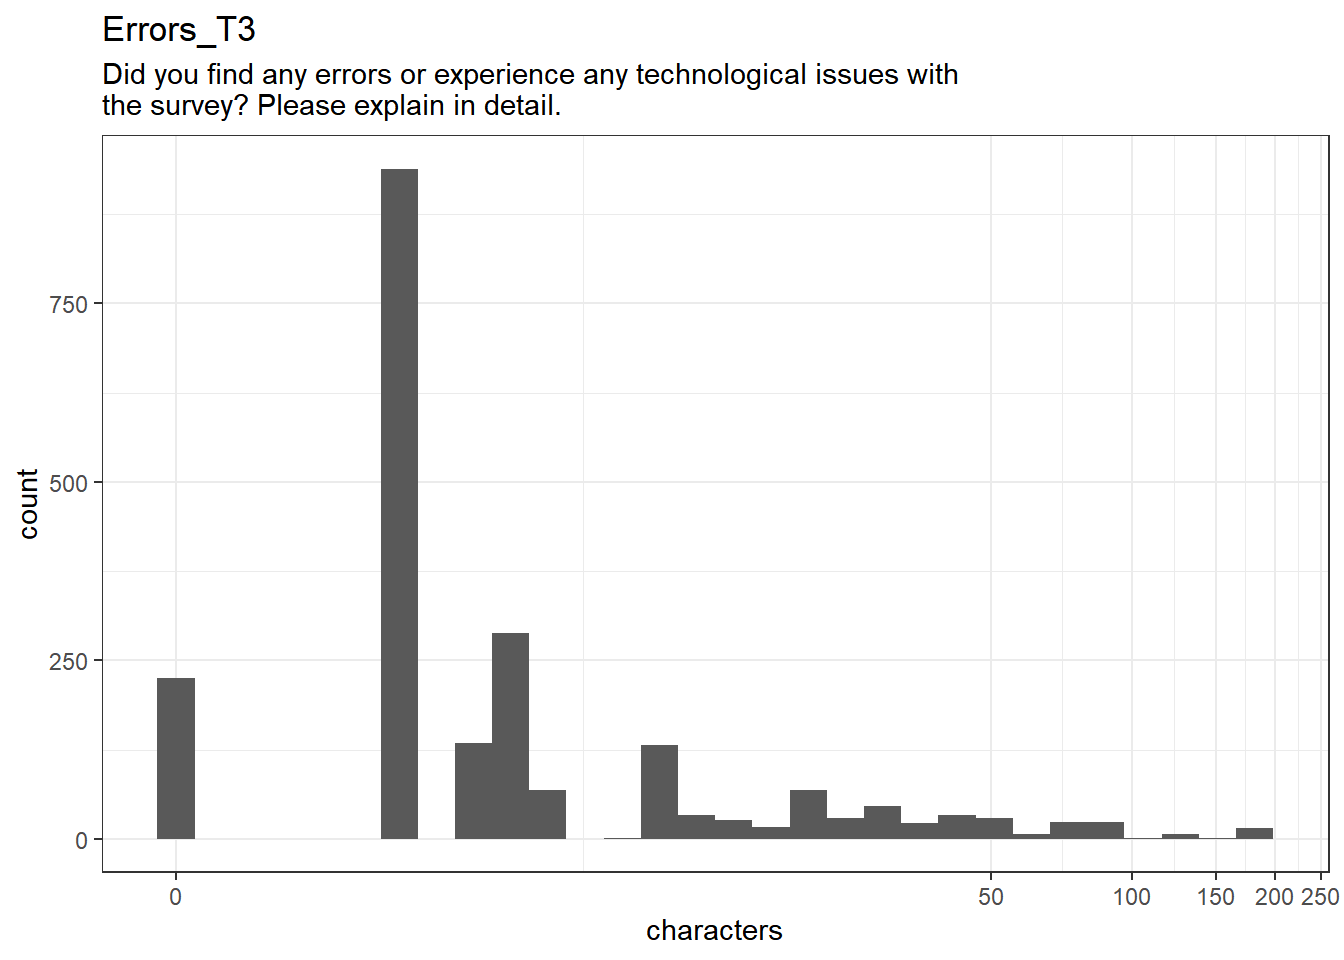 Errors_T3
Did you find any errors or experience any technological issues with
the survey? Please explain in detail.
count
750
500
250
0
0 50 100 150 200 250
characters